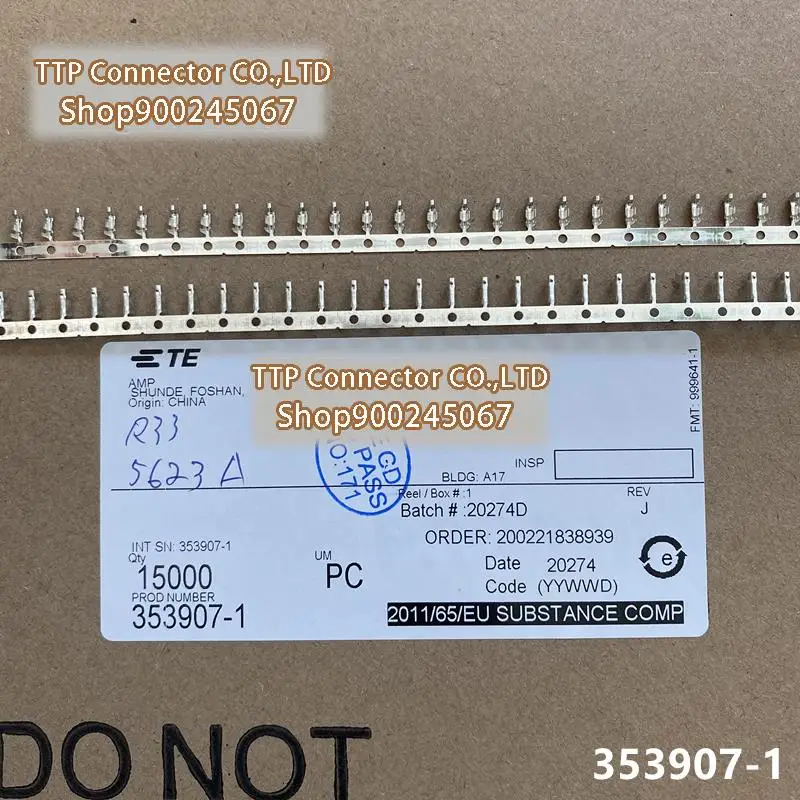 TTP Connector CO.,LTD
Shop900245067
TE
AMP
SHUNDE, FOSHAN,
Origin: CHINA
TTP Connector CO.,LTD
Shop900245067
FMT: 999641-1
R33
5623 A
GD
PASS
NO:171
INSP
BLDG: A17
Reel / Box # :1
Batch # :20274D
REV
J
ORDER: 200221838939
INT SN: 353907-1
Qty
15000
UM
PC
Date 20274
Code (YYWWD)
e
PROD NUMBER
353907-1
2011/65/EU SUBSTANCE COMP
DO NOT
353907-1